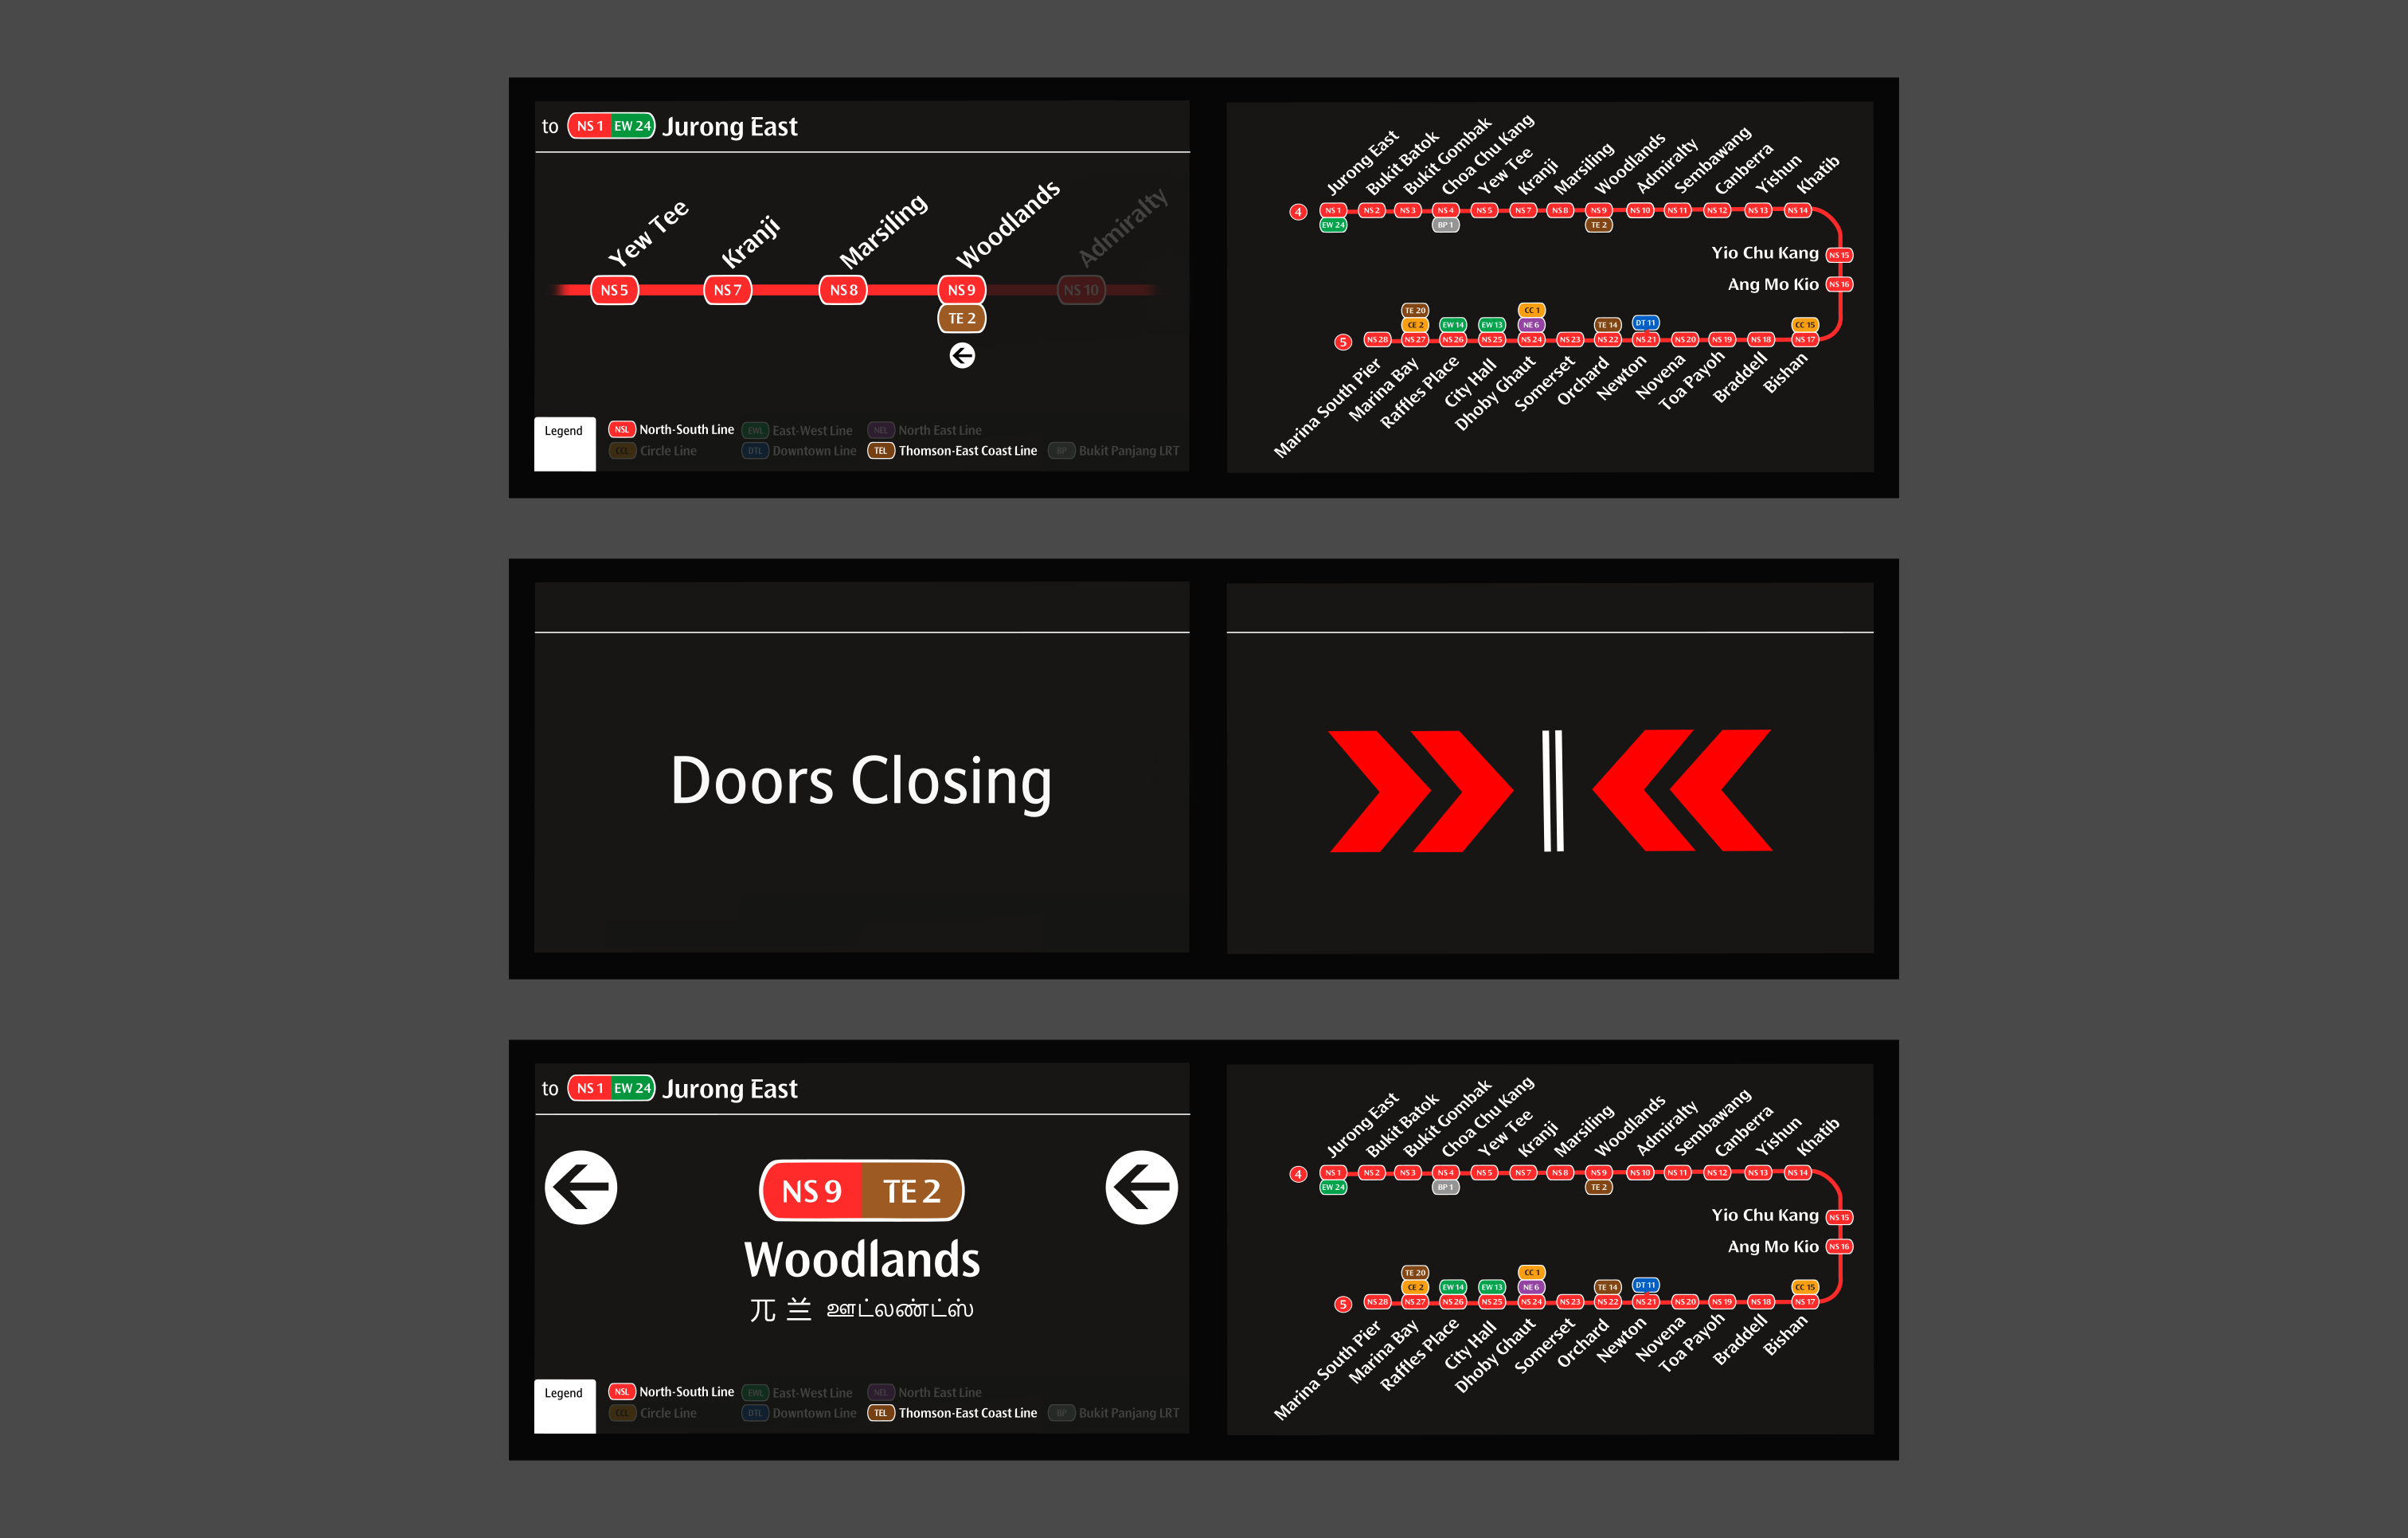 to NS 1 EW 24 Jurong East
Yew Tee Kranji Marsiling Woodlands Admiralty
NS 5 NS 7 NS 8 NS 9 NS 10
TE 2
Legend
NSL North-South Line EWL East-West Line NEL North East Line
CCL Circle Line DTL Downtown Line TEL Thomson-East Coast Line BP Bukit Panjang LRT
Jurong East Bukit Batok Bukit Gombak Choa Chu Kang Yew Tee Kranji Marsiling Woodlands Admiralty Sembawang Canberra Yishun Khatib
4 NS 1 NS 2 NS 3 NS 4 NS 5 NS 7 NS 8 NS 9 NS 10 NS 11 NS 12 NS 13 NS 14
EW 24 BP 1 TE 2
Yio Chu Kang NS 15
Ang Mo Kio NS 16
TE 20 CC 1
CE 2 EW 14 EW 13 NE 6 TE 14 DT 11 CC 15
5 NS 28 NS 27 NS 26 NS 25 NS 24 NS 23 NS 22 NS 21 NS 20 NS 19 NS 18 NS 17
Marina South Pier Marina Bay Raffles Place City Hall Dhoby Ghaut Somerset Orchard Newton Novena Toa Payoh Braddell Bishan
Doors Closing
to NS 1 EW 24 Jurong East
NS 9 TE 2
Woodlands
兀兰 ஊட்லண்ட்ஸ்
Legend
NSL North-South Line EWL East-West Line NEL North East Line
CCL Circle Line DTL Downtown Line TEL Thomson-East Coast Line BP Bukit Panjang LRT
Jurong East Bukit Batok Bukit Gombak Choa Chu Kang Yew Tee Kranji Marsiling Woodlands Admiralty Sembawang Canberra Yishun Khatib
4 NS 1 NS 2 NS 3 NS 4 NS 5 NS 7 NS 8 NS 9 NS 10 NS 11 NS 12 NS 13 NS 14
EW 24 BP 1 TE 2
Yio Chu Kang NS 15
Ang Mo Kio NS 16
TE 20 CC 1
CE 2 EW 14 EW 13 NE 6 TE 14 DT 11 CC 15
5 NS 28 NS 27 NS 26 NS 25 NS 24 NS 23 NS 22 NS 21 NS 20 NS 19 NS 18 NS 17
Marina South Pier Marina Bay Raffles Place City Hall Dhoby Ghaut Somerset Orchard Newton Novena Toa Payoh Braddell Bishan